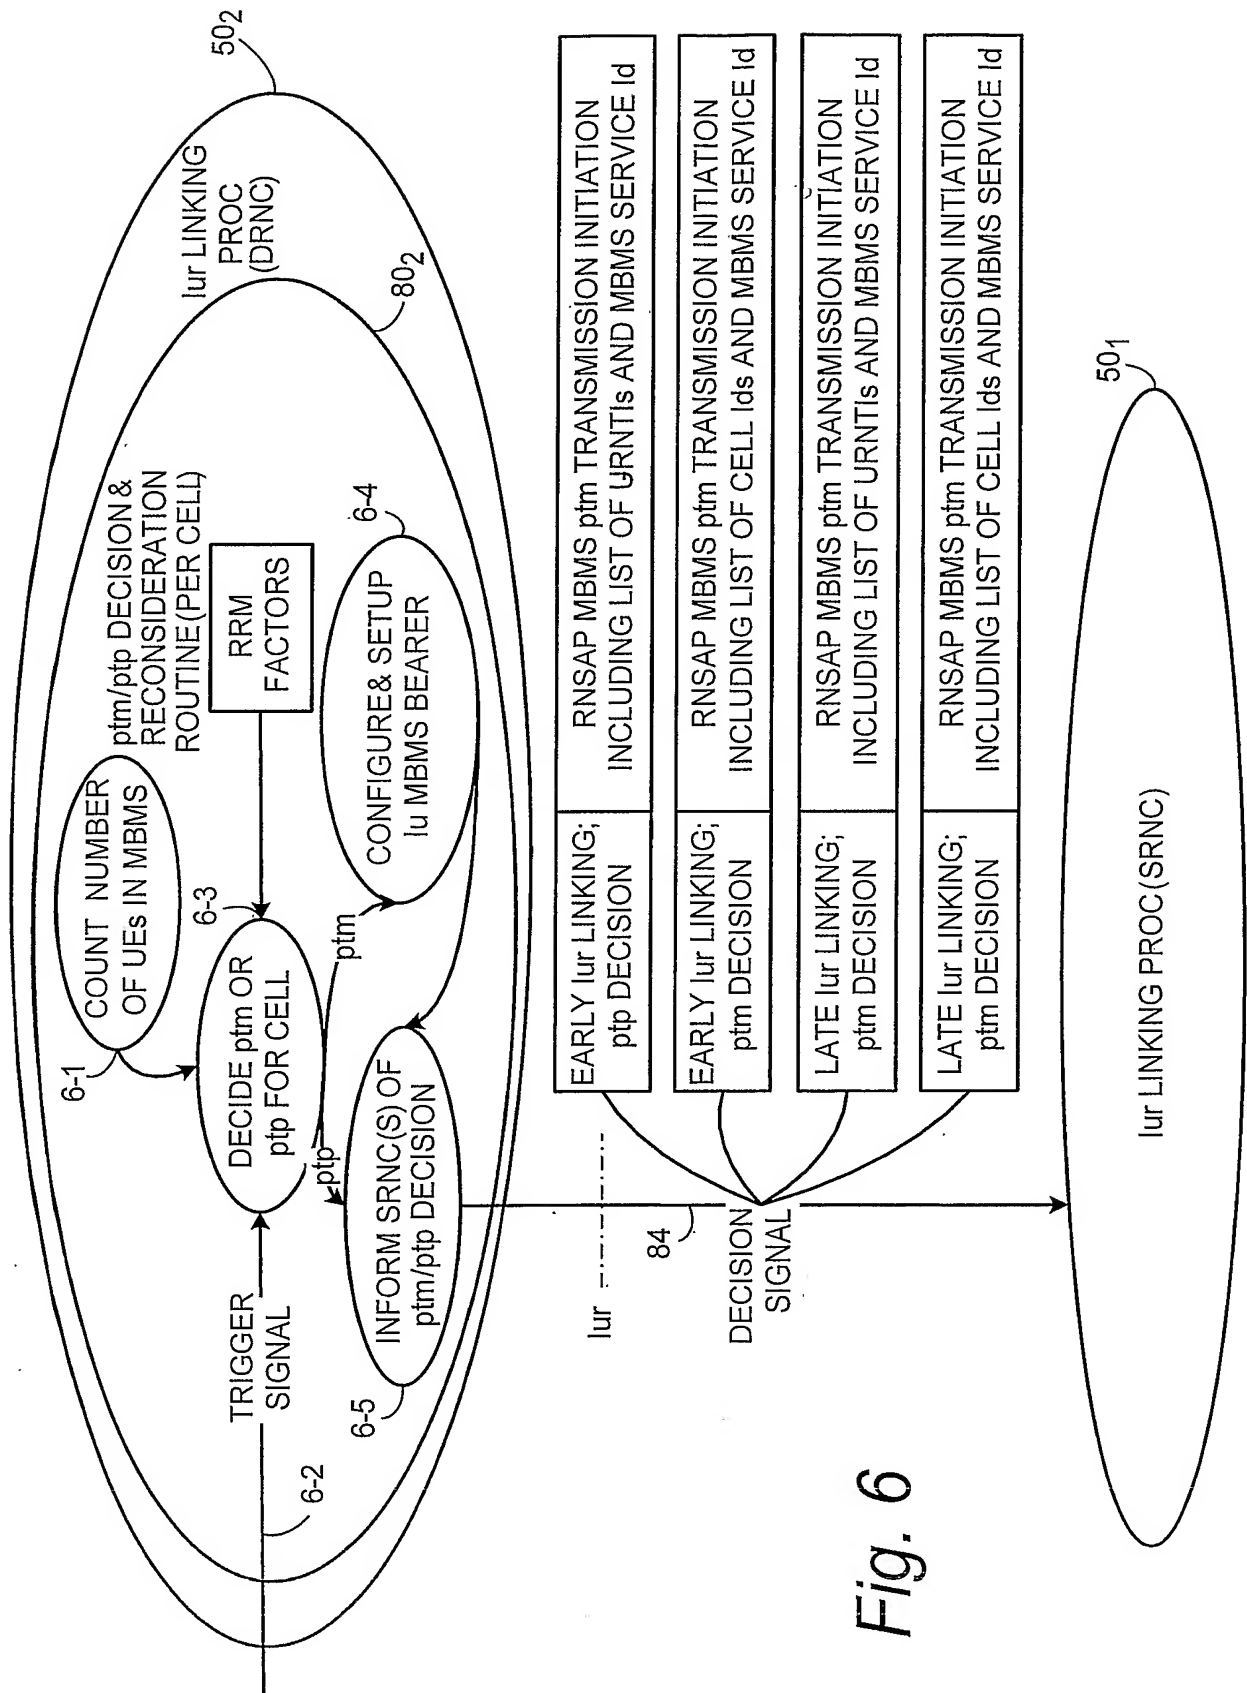 50₂
Iur LINKING
PROC
(DRNC)
80₂
ptm/ptp DECISION &
RECONSIDERATION
ROUTINE(PER CELL)
COUNT NUMBER
OF UEs IN MBMS
6-1
RRM
FACTORS
6-3
DECIDE ptm OR
ptp FOR CELL
6-4
CONFIGURE& SETUP
Iu MBMS BEARER
ptm
ptp
TRIGGER
SIGNAL
6-2
INFORM SRNC(S) OF
ptm/ptp DECISION
6-5
Iur
84
DECISION
SIGNAL
EARLY Iur LINKING;
ptp DECISION
RNSAP MBMS ptm TRANSMISSION INITIATION
INCLUDING LIST OF URNTIs AND MBMS SERVICE Id
EARLY Iur LINKING;
ptm DECISION
RNSAP MBMS ptm TRANSMISSION INITIATION
INCLUDING LIST OF CELL Ids AND MBMS SERVICE Id
LATE Iur LINKING;
ptm DECISION
RNSAP MBMS ptm TRANSMISSION INITIATION
INCLUDING LIST OF URNTIs AND MBMS SERVICE Id
LATE Iur LINKING;
ptm DECISION
RNSAP MBMS ptm TRANSMISSION INITIATION
INCLUDING LIST OF CELL Ids AND MBMS SERVICE Id
50₁
Iur LINKING PROC(SRNC)
Fig. 6